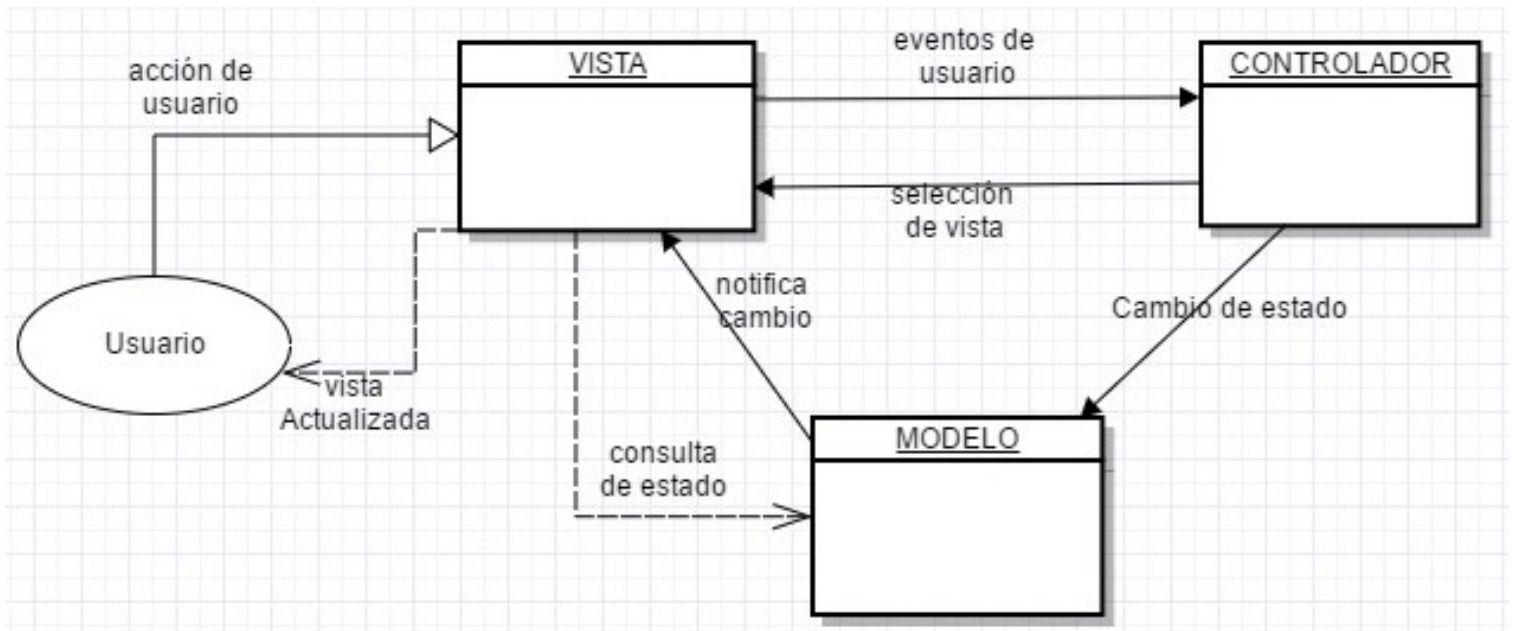 acción de
usuario
VISTA
eventos de
usuario
CONTROLADOR
selección
de vista
notifica
cambio
Cambio de estado
Usuario
vista
Actualizada
consulta
de estado
MODELO